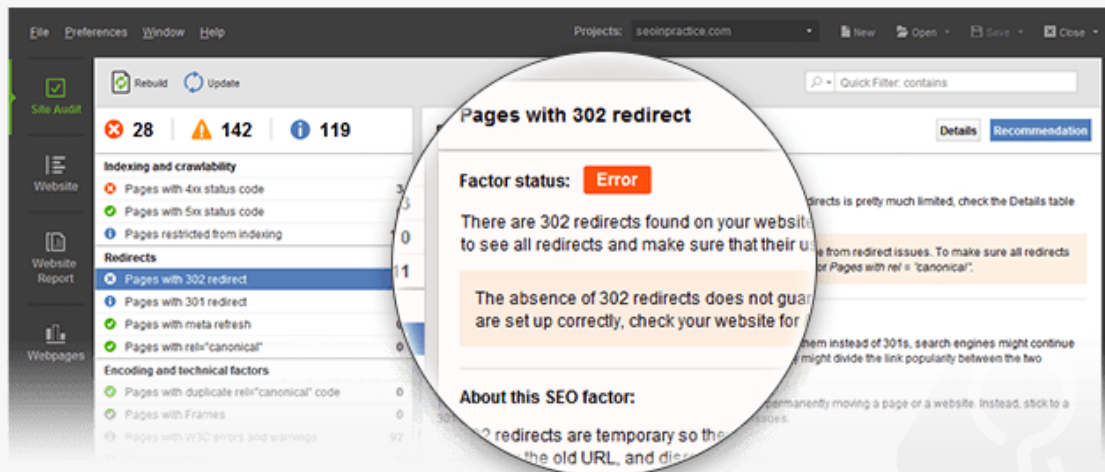 File Preferences Window Help Projects: seoinpractice.com New Open Save Close
Site Audit
Website
Website Report
Webpages
Rebuild Update
Quick Filter: contains
28 142 119
Indexing and crawlability
Pages with 4xx status code 3
Pages with 5xx status code
Pages restricted from indexing
Redirects
Pages with 302 redirect 11
Pages with 301 redirect
Pages with meta refresh
Pages with rel="canonical" 0
Encoding and technical factors
Pages with duplicate rel="canonical" code 0
Pages with Frames 0
Pages with W3C errors and warnings 97
Pages with 302 redirect
Details Recommendation
Factor status: Error
There are 302 redirects found on your website
to see all redirects and make sure that their
The absence of 302 redirects does not
are set up correctly, check your website for
About this SEO factor:
redirects are temporary so
the old URL, and
is pretty much limited, check the Details table
from redirect issues. To make sure all redirects
or Pages with rel = "canonical".
instead of 301s, search engines might continue
might divide the link popularity between the two
permanently moving a page or a website. Instead, stick to a